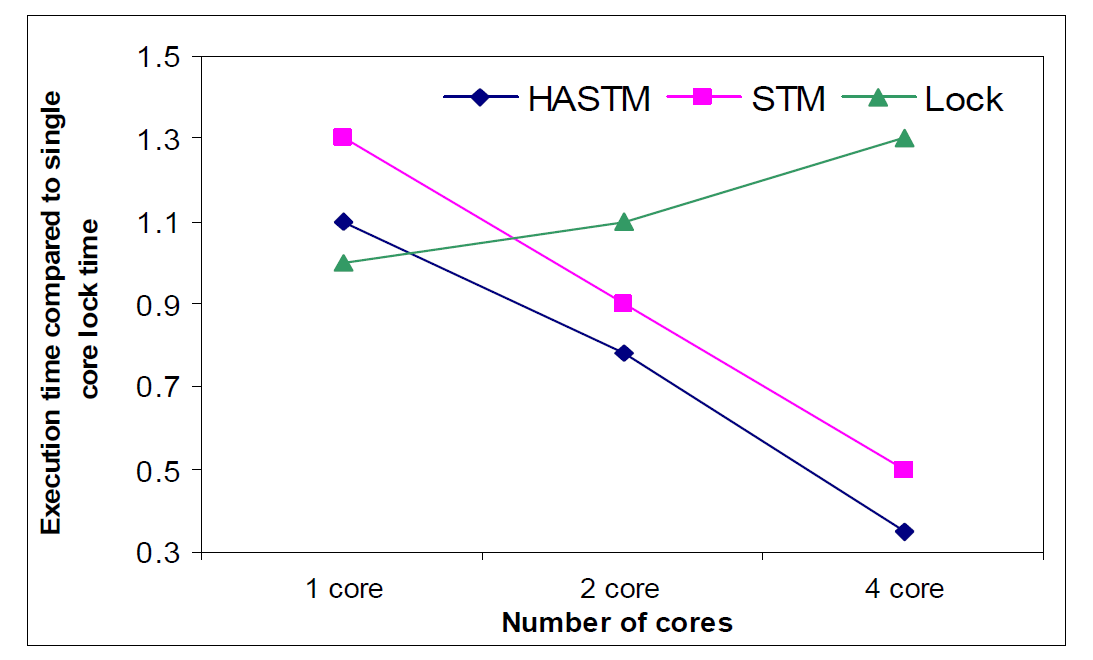 Execution time compared to single
core lock time
1.5
1.3
1.1
0.9
0.7
0.5
0.3
HASTM STM Lock
1 core 2 core 4 core
Number of cores